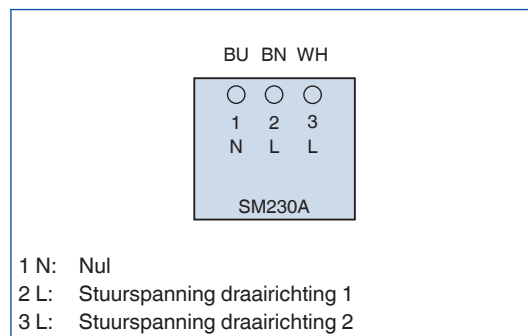 BU BN WH
1 2 3
N L L
SM230A
1 N: Nul
2 L: Stuurspanning draairichting 1
3 L: Stuurspanning draairichting 2